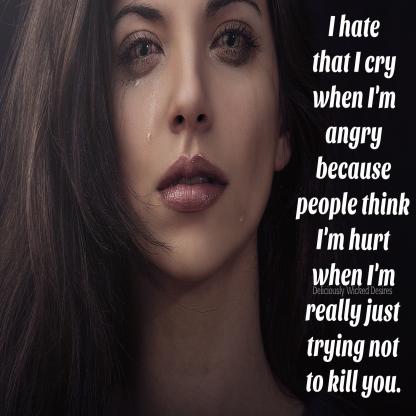 I hate
that I cry
when I'm
angry
because
people think
I'm hurt
when I'm
Deliciously Wicked Desires
really just
trying not
to kill you.